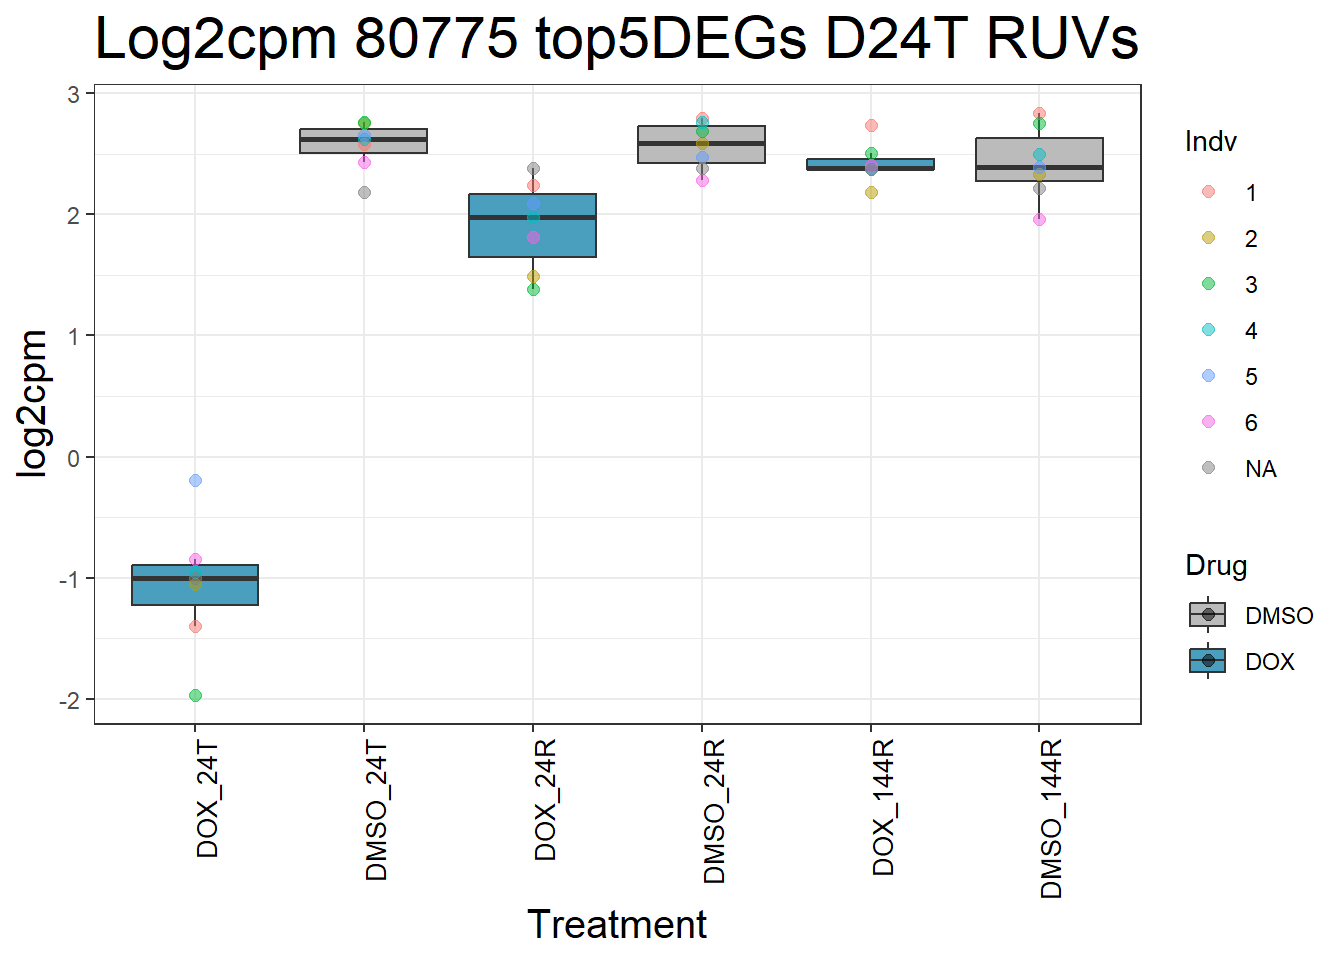 Log2cpm 80775 top5DEGs D24T RUVs
3
2
1
0
-1
-2
log2cpm
DOX_24T
DMSO_24T
DOX_24R
DMSO_24R
DOX_144R
DMSO_144R
Treatment
Indv
1
2
3
4
5
6
NA
Drug
DMSO
DOX